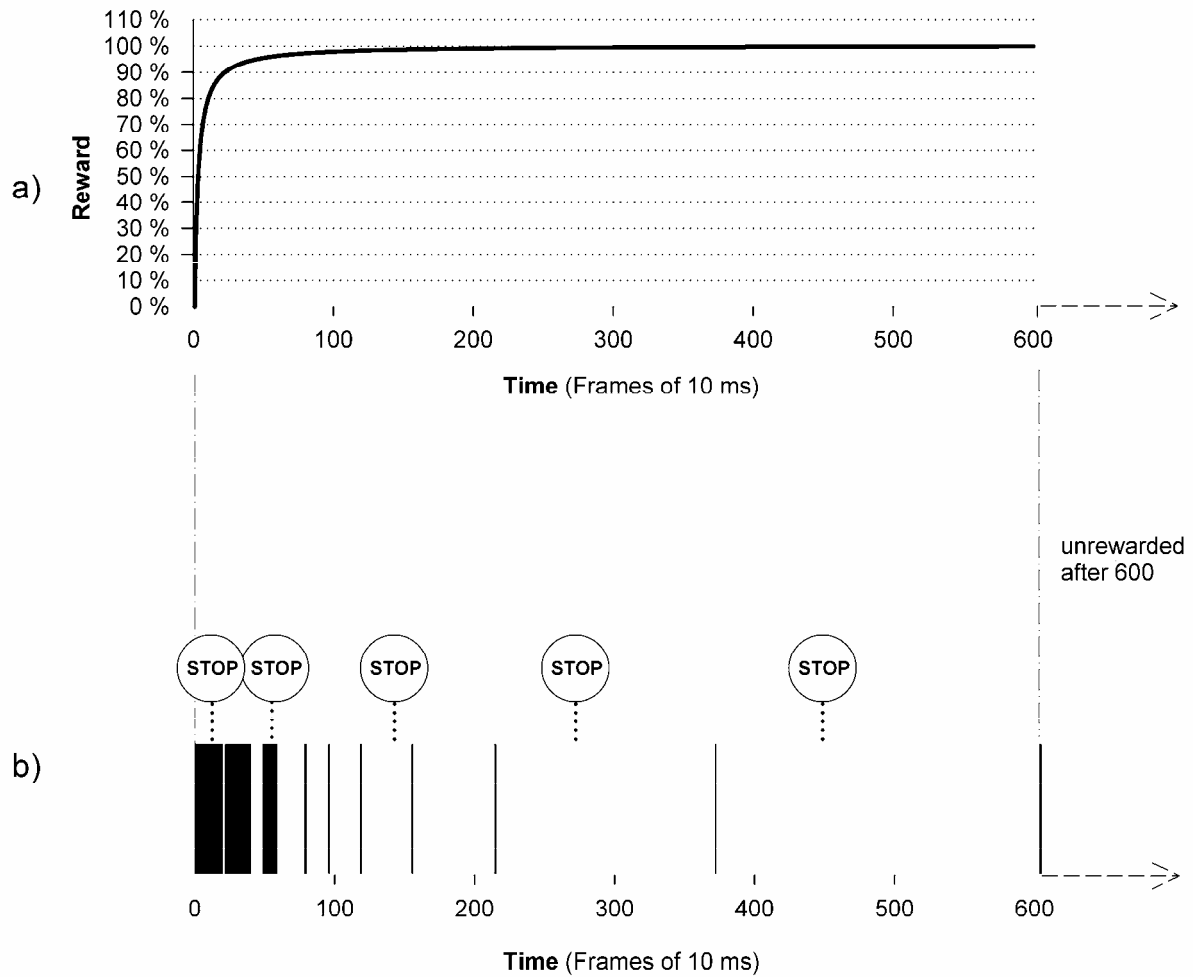 110 %
100 %
90 %
80 %
70 %
60 %
50 %
40 %
30 %
20 %
10 %
0 %
Reward
a)
0 100 200 300 400 500 600
Time (Frames of 10 ms)
unrewarded
after 600
STOP STOP STOP STOP STOP
b)
0 100 200 300 400 500 600
Time (Frames of 10 ms)